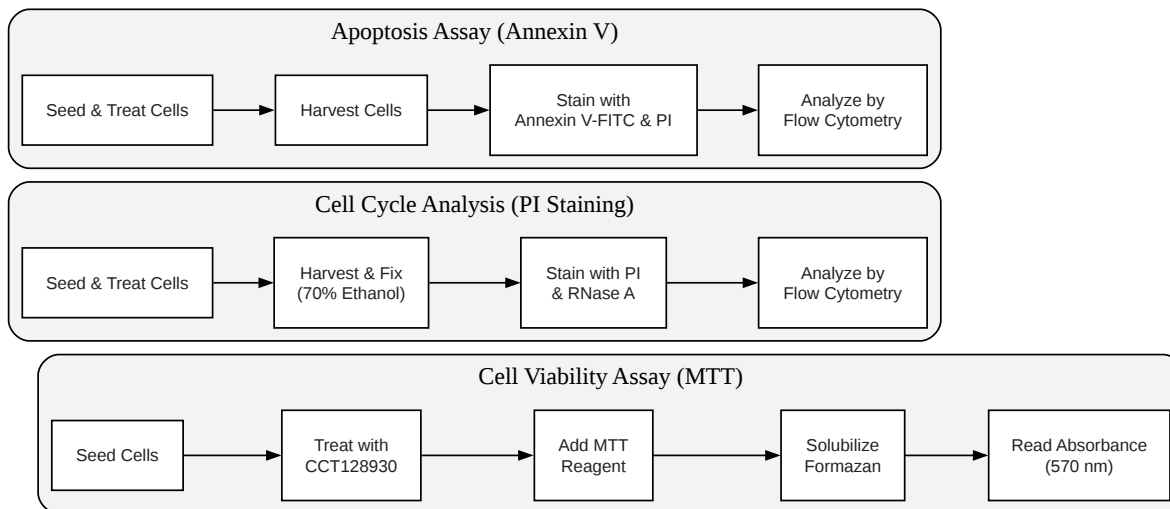 Apoptosis Assay (Annexin V)
Seed & Treat Cells
Harvest Cells
Stain with
Annexin V-FITC & PI
Analyze by
Flow Cytometry
Cell Cycle Analysis (PI Staining)
Seed & Treat Cells
Harvest & Fix
(70% Ethanol)
Stain with PI
& RNase A
Analyze by
Flow Cytometry
Cell Viability Assay (MTT)
Seed Cells
Treat with
CCT128930
Add MTT
Reagent
Solubilize
Formazan
Read Absorbance
(570 nm)